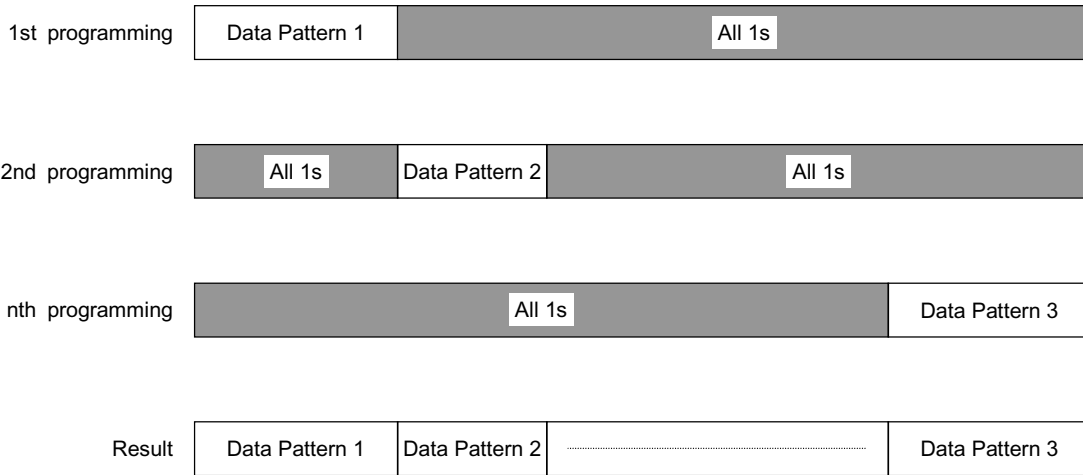 1st programming Data Pattern 1 All 1s
2nd programming All 1s Data Pattern 2 All 1s
nth programming All 1s Data Pattern 3
Result Data Pattern 1 Data Pattern 2 Data Pattern 3